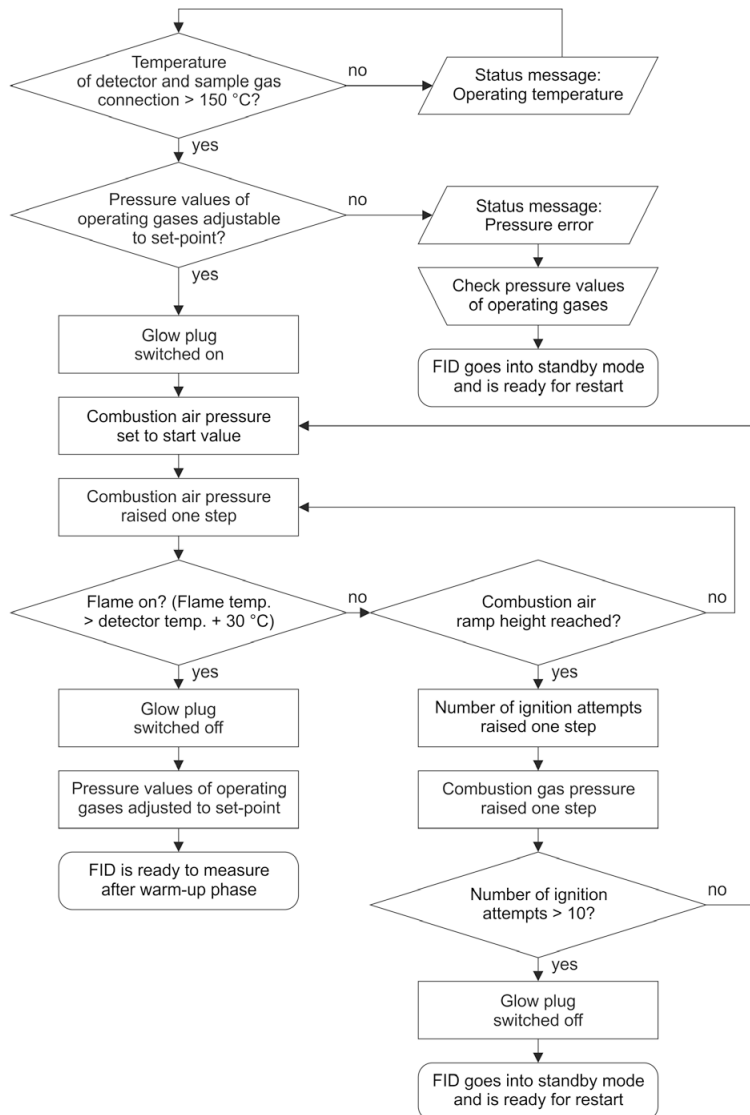 Temperature
of detector and sample gas
connection > 150 °C?
no
Status message:
Operating temperature
yes
Pressure values of
operating gases adjustable
to set-point?
no
Status message:
Pressure error
yes
Check pressure values
of operating gases
Glow plug
switched on
FID goes into standby mode
and is ready for restart
Combustion air pressure
set to start value
Combustion air pressure
raised one step
Flame on? (Flame temp.
> detector temp. + 30 °C)
no
Combustion air
ramp height reached?
no
yes
yes
Glow plug
switched off
Number of ignition attempts
raised one step
Pressure values of operating
gases adjusted to set-point
Combustion gas pressure
raised one step
FID is ready to measure
after warm-up phase
Number of ignition
attempts > 10?
no
yes
Glow plug
switched off
FID goes into standby mode
and is ready for restart